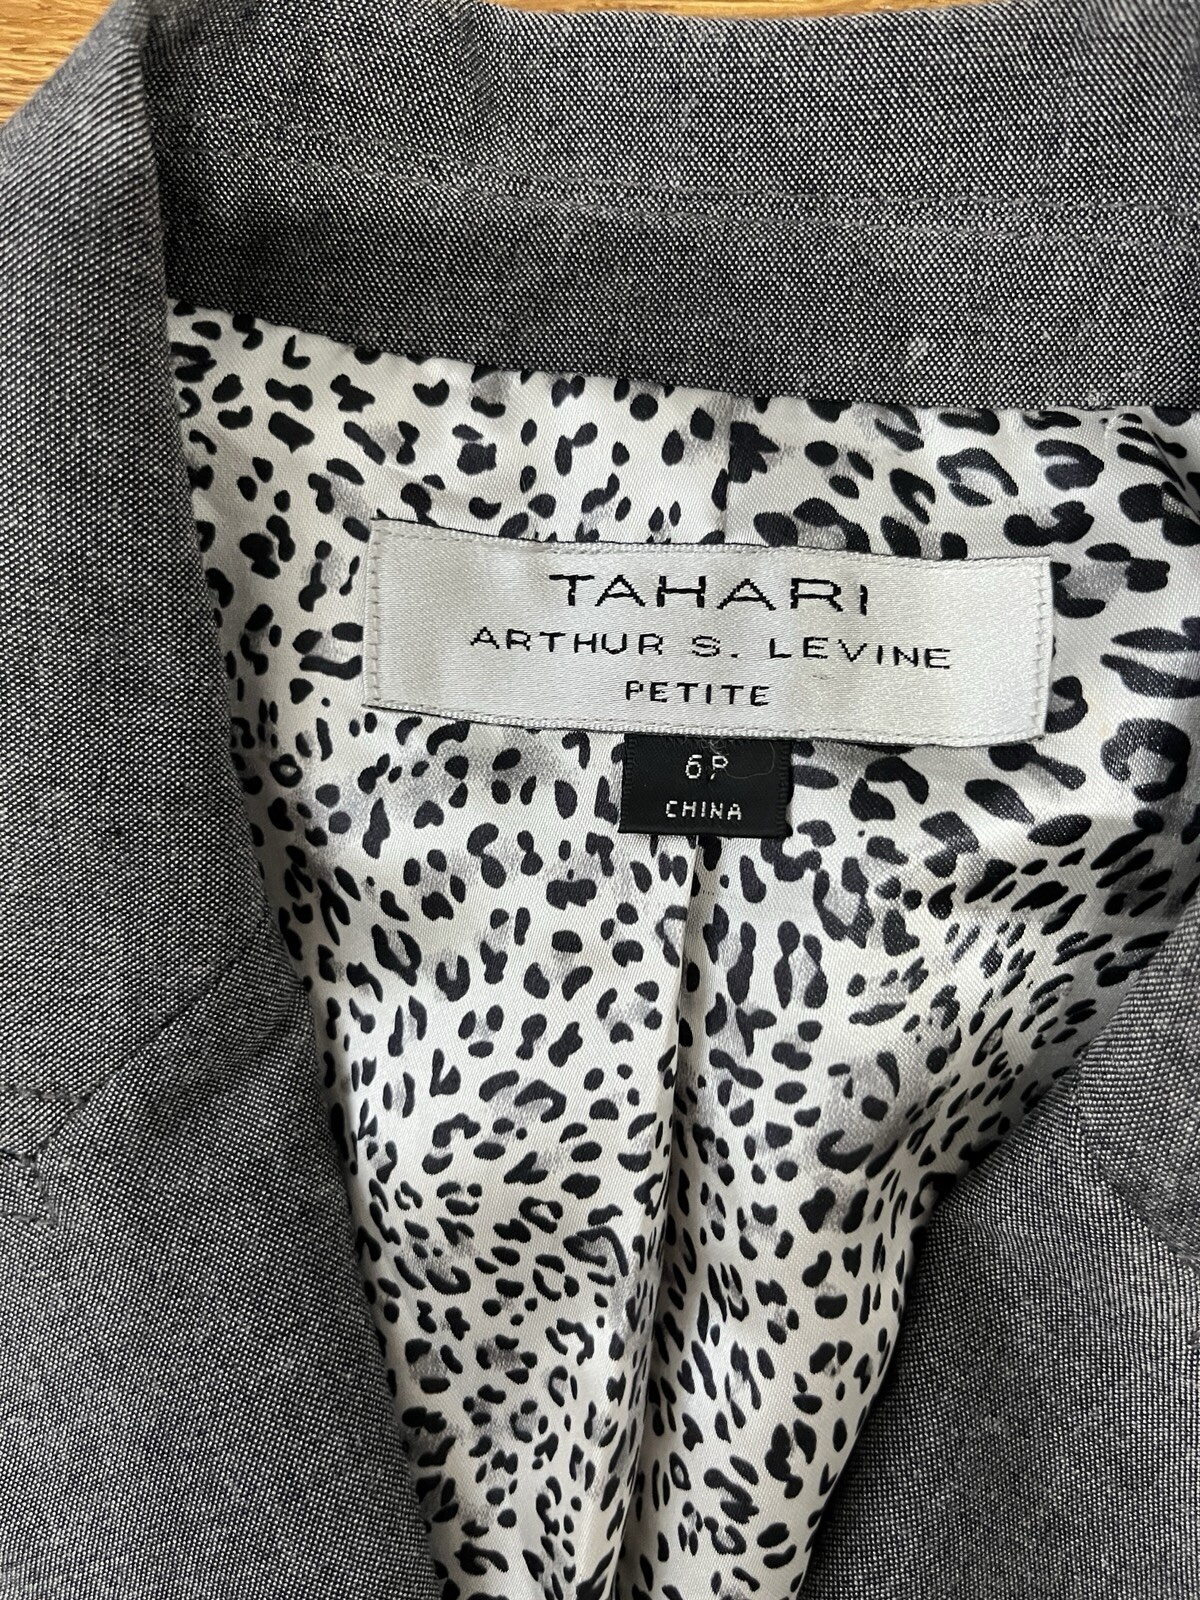 TAHARI
ARTHUR S. LEVINE
PETITE
6P
CHINA